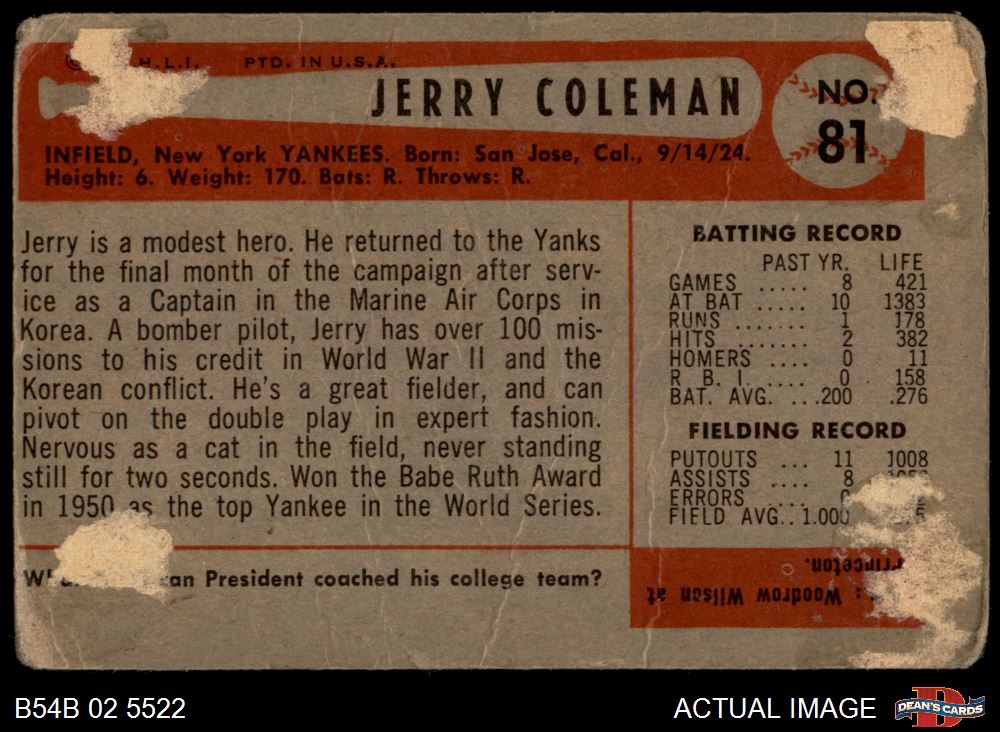 H.L.I. PTD. IN U.S.A.
JERRY COLEMAN
NO.
81
INFIELD, New York YANKEES. Born: San Jose, Cal., 9/14/24.
Height: 6. Weight: 170. Bats: R. Throws: R.
Jerry is a modest hero. He returned to the Yanks
for the final month of the campaign after serv-
ice as a Captain in the Marine Air Corps in
Korea. A bomber pilot, Jerry has over 100 mis-
sions to his credit in World War II and the
Korean conflict. He's a great fielder, and can
pivot on the double play in expert fashion.
Nervous as a cat in the field, never standing
still for two seconds. Won the Babe Ruth Award
in 1950 as the top Yankee in the World Series.
President coached his college team?
BATTING RECORD
PAST YR. LIFE
GAMES ..... 8 421
AT BAT ..... 10 1383
RUNS ....... 1 178
HITS ....... 2 382
HOMERS .... 0 11
R B. I. .... 0 158
BAT. AVG. ... .200 .276
FIELDING RECORD
PUTOUTS ... 11 1008
ASSISTS .... 8
ERRORS ....
FIELD AVG.. 1.000
: Woodrow Wilson at
Princeton.
B54B 02 5522
ACTUAL IMAGE
D
DEAN'S CARDS